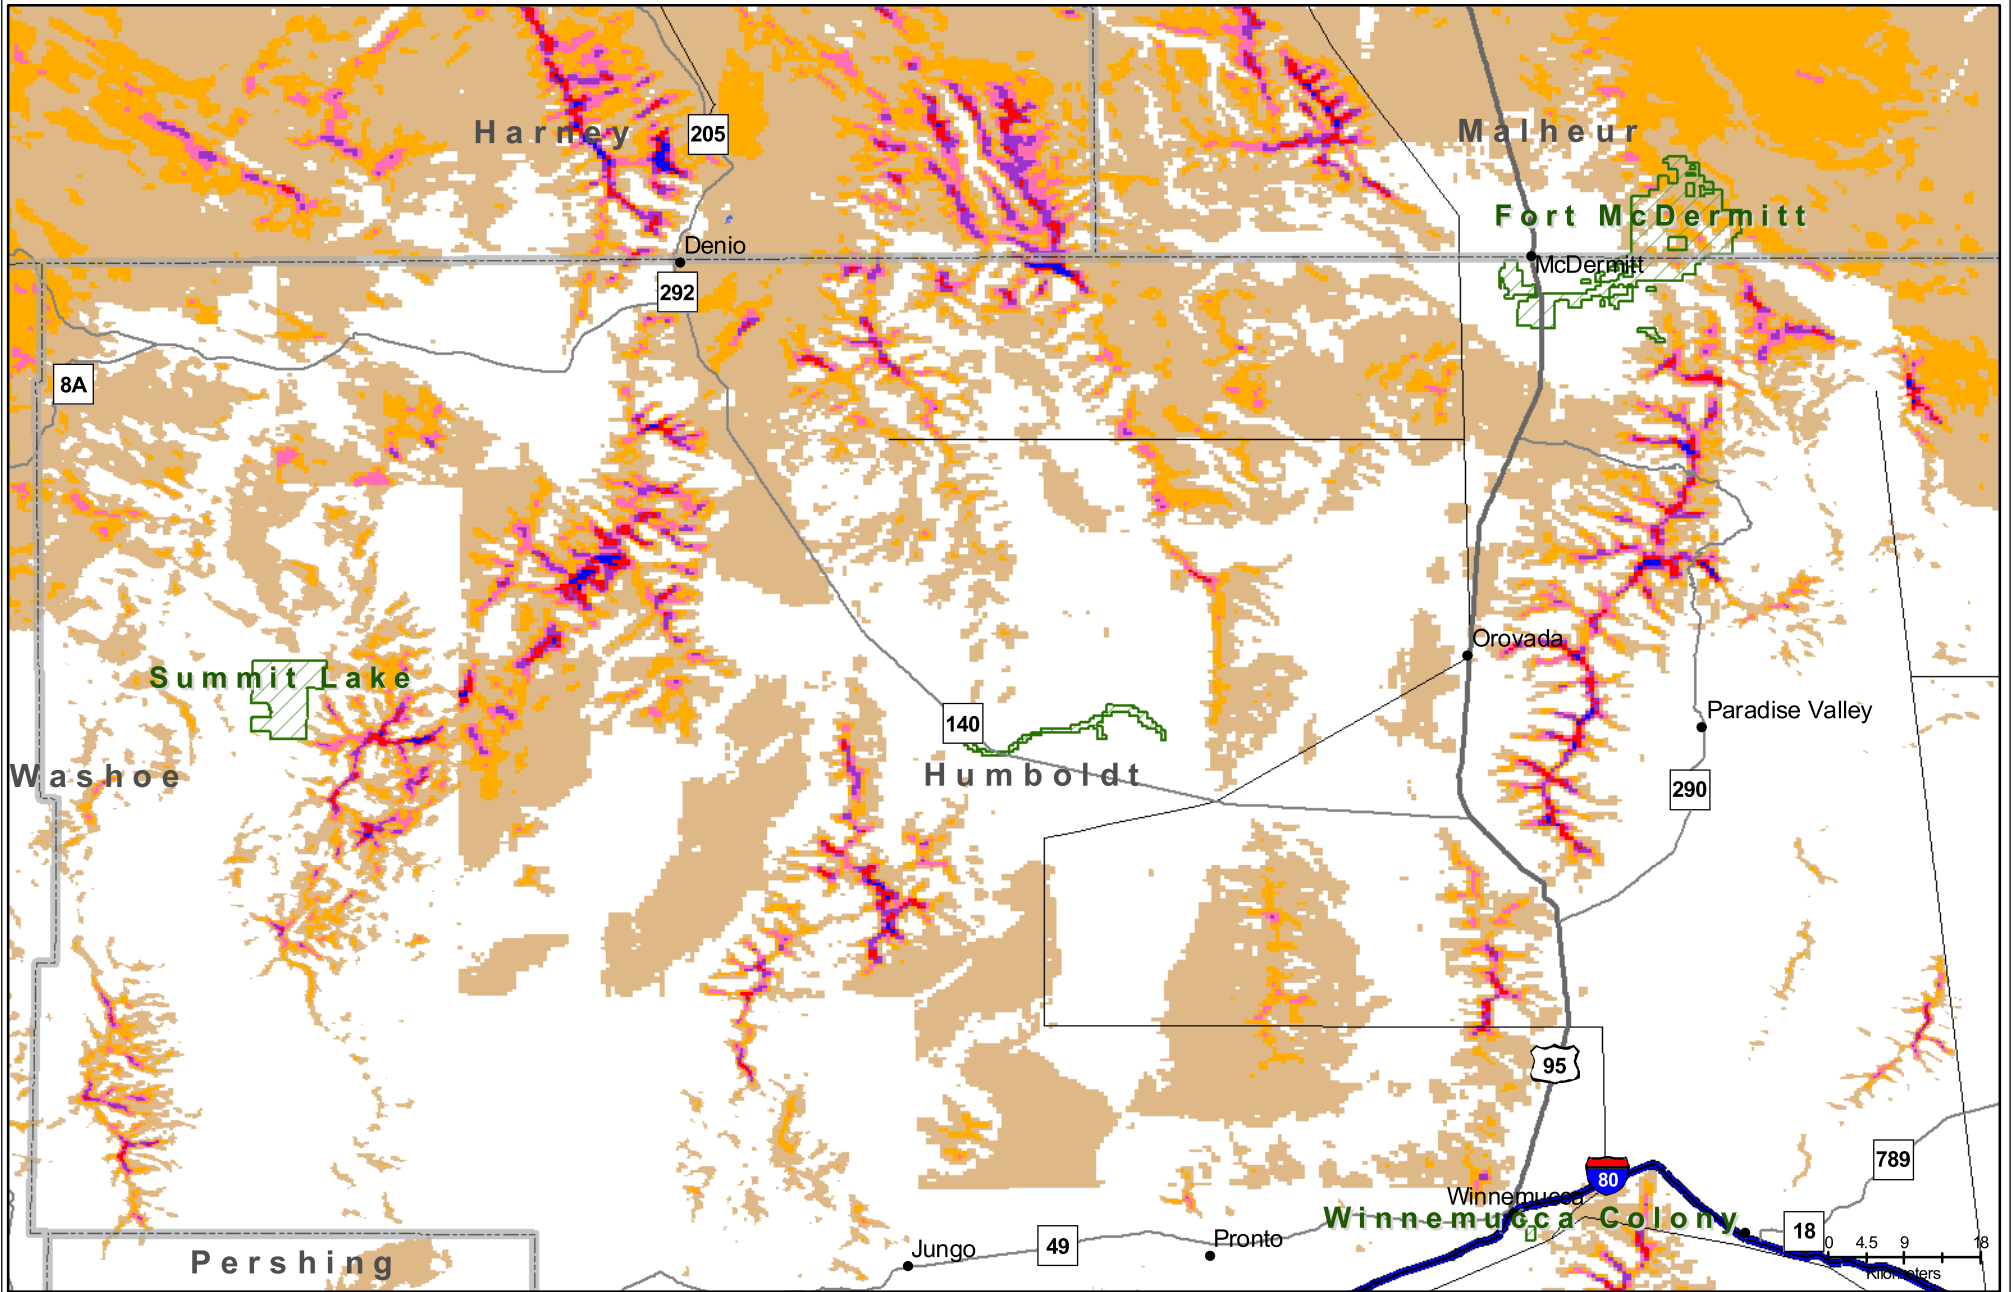 Harney
205
Malheur
Fort McDermitt
Denio
McDermitt
292
8A
Orovada
Summit Lake
Paradise Valley
140
Washoe
Humboldt
290
95
789
80
Winnemucca
Winnemucca Colony
18
Pronto
Jungo
49
0 4.5 9 18
Kilometers
Pershing